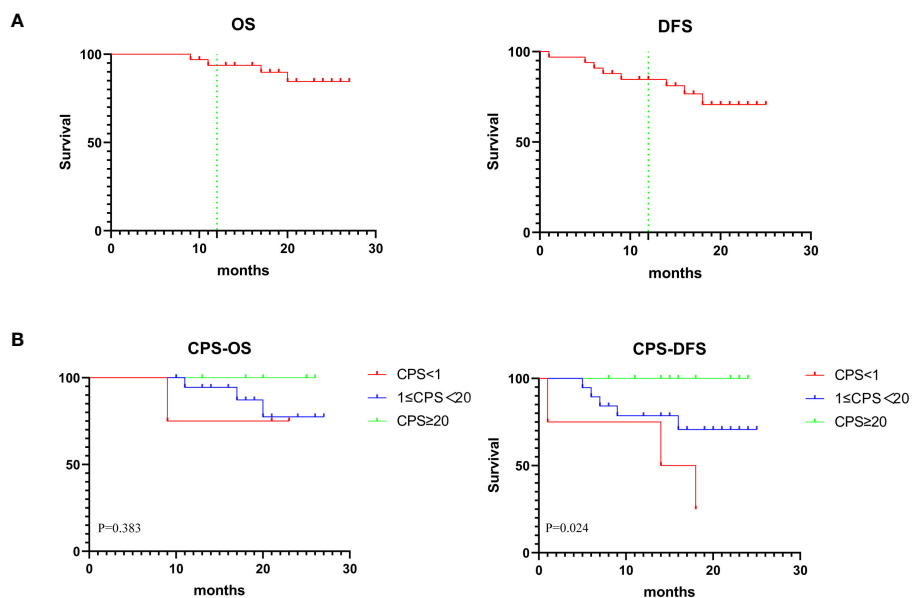 A
OS
DFS
Survival
100
50
0
0 10 20 30
months
Survival
100
50
0
0 10 20 30
months
B
CPS-OS
CPS-DFS
100
50
0
P=0.383
0 10 20 30
months
CPS<1
1≤CPS<20
CPS≥20
Survival
100
50
0
P=0.024
0 10 20 30
months
CPS<1
1≤CPS<20
CPS≥20